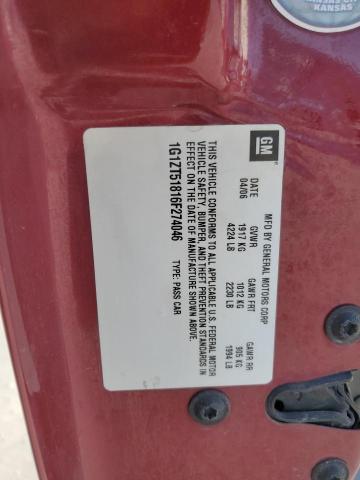 GM
MFD BY GENERAL MOTORS CORP
DATE GVWR GAWR FRT GAWR RR
04/06 1917 KG 1012 KG 905 KG
4224 LB 2230 LB 1994 LB
THIS VEHICLE CONFORMS TO ALL APPLICABLE U.S. FEDERAL MOTOR
VEHICLE SAFETY, BUMPER, AND THEFT PREVENTION STANDARDS IN
EFFECT ON THE DATE OF MANUFACTURE SHOWN ABOVE.
1G1ZT51816F274046 TYPE: PASS CAR
KANSAS